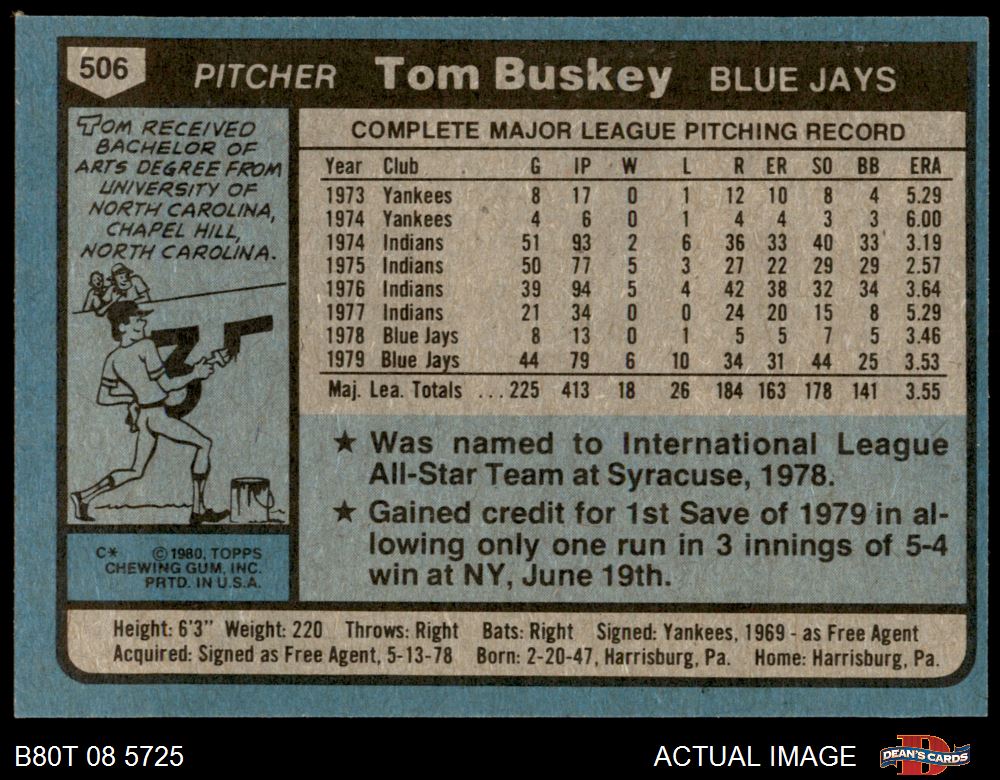 506 PITCHER Tom Buskey BLUE JAYS
TOM RECEIVED
BACHELOR OF
ARTS DEGREE FROM
UNIVERSITY OF
NORTH CAROLINA,
CHAPEL HILL,
NORTH CAROLINA.
C* © 1980, TOPPS
CHEWING GUM, INC.
PRTD. IN U.S.A.
COMPLETE MAJOR LEAGUE PITCHING RECORD
Year Club G IP W L R ER SO BB ERA
1973 Yankees 8 17 0 1 12 10 8 4 5.29
1974 Yankees 4 6 0 1 4 4 3 3 6.00
1974 Indians 51 93 2 6 36 33 40 33 3.19
1975 Indians 50 77 5 3 27 22 29 29 2.57
1976 Indians 39 94 5 4 42 38 32 34 3.64
1977 Indians 21 34 0 0 24 20 15 8 5.29
1978 Blue Jays 8 13 0 1 5 5 7 5 3.46
1979 Blue Jays 44 79 6 10 34 31 44 25 3.53
Maj. Lea. Totals ... 225 413 18 26 184 163 178 141 3.55
★ Was named to International League
All-Star Team at Syracuse, 1978.
★ Gained credit for 1st Save of 1979 in al-
lowing only one run in 3 innings of 5-4
win at NY, June 19th.
Height: 6'3" Weight: 220 Throws: Right Bats: Right Signed: Yankees, 1969 - as Free Agent
Acquired: Signed as Free Agent, 5-13-78 Born: 2-20-47, Harrisburg, Pa. Home: Harrisburg, Pa.
B80T 08 5725 ACTUAL IMAGE DEAN'S CARDS